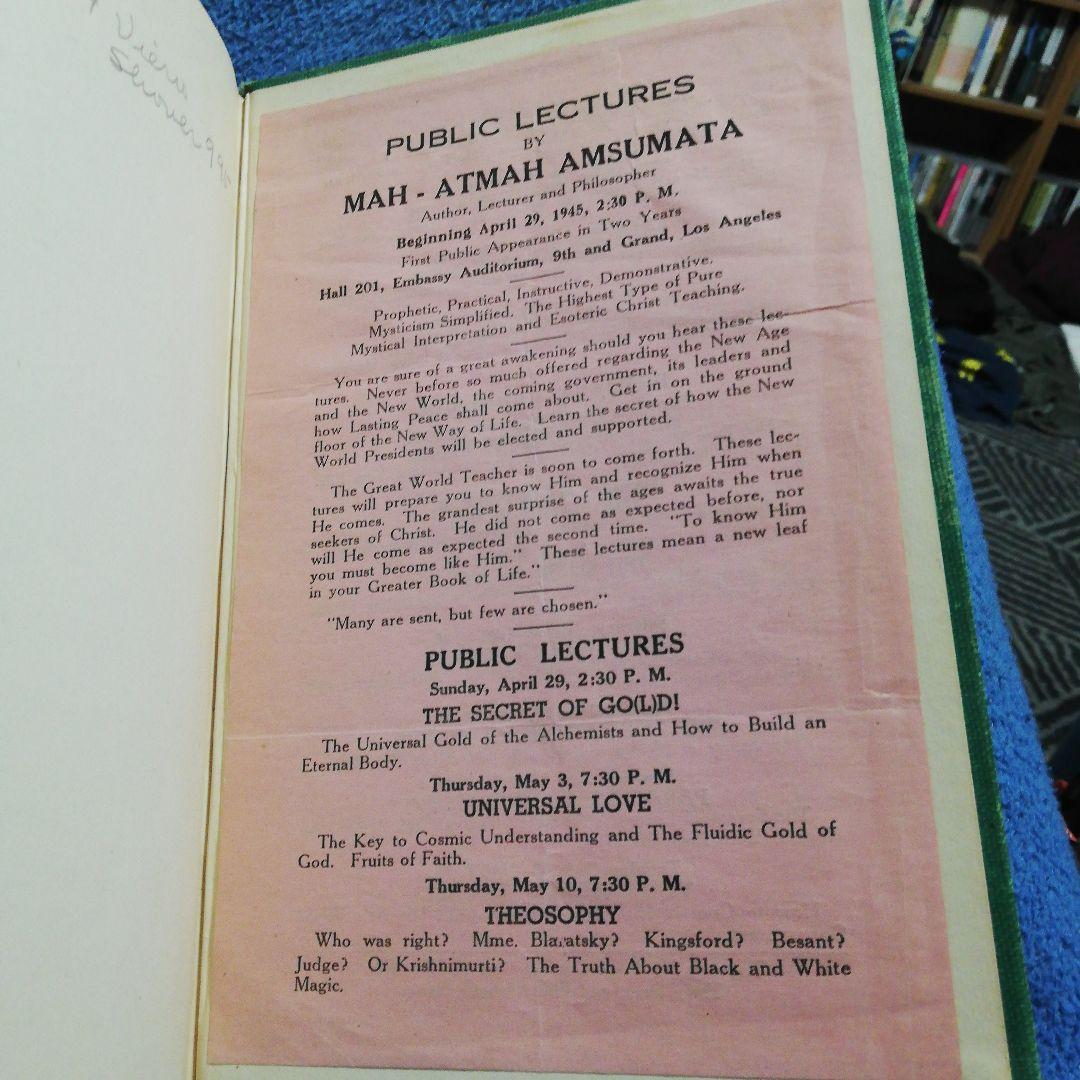 PUBLIC LECTURES
BY
MAH - ATMAH AMSUMATA
Author, Lecturer and Philosopher
Beginning April 29, 1945, 2:30 P. M.
First Public Appearance in Two Years
Hall 201, Embassy Auditorium, 9th and Grand, Los Angeles
Prophetic, Practical, Instructive, Demonstrative.
Mysticism Simplified. The Highest Type of Pure
Mystical Interpretation and Esoteric Christ Teaching.
You are sure of a great awakening should you hear these lec-
tures. Never before so much offered regarding the New Age
and the New World, the coming government, its leaders and
how Lasting Peace shall come about. Get in on the ground
floor of the New Way of Life. Learn the secret of how the New
World Presidents will be elected and supported.
The Great World Teacher is soon to come forth. These lec-
tures will prepare you to know Him and recognize Him when
He comes. The grandest surprise of the ages awaits the true
seekers of Christ. He did not come as expected before, nor
will He come as expected the second time. "To know Him
you must become like Him." These lectures mean a new leaf
in your Greater Book of Life."
"Many are sent, but few are chosen."
PUBLIC LECTURES
Sunday, April 29, 2:30 P. M.
THE SECRET OF GO(L)D!
The Universal Gold of the Alchemists and How to Build an
Eternal Body.
Thursday, May 3, 7:30 P. M.
UNIVERSAL LOVE
The Key to Cosmic Understanding and The Fluidic Gold of
God. Fruits of Faith.
Thursday, May 10, 7:30 P. M.
THEOSOPHY
Who was right? Mme. Blavatsky? Kingsford? Besant?
Judge? Or Krishnimurti? The Truth About Black and White
Magic.